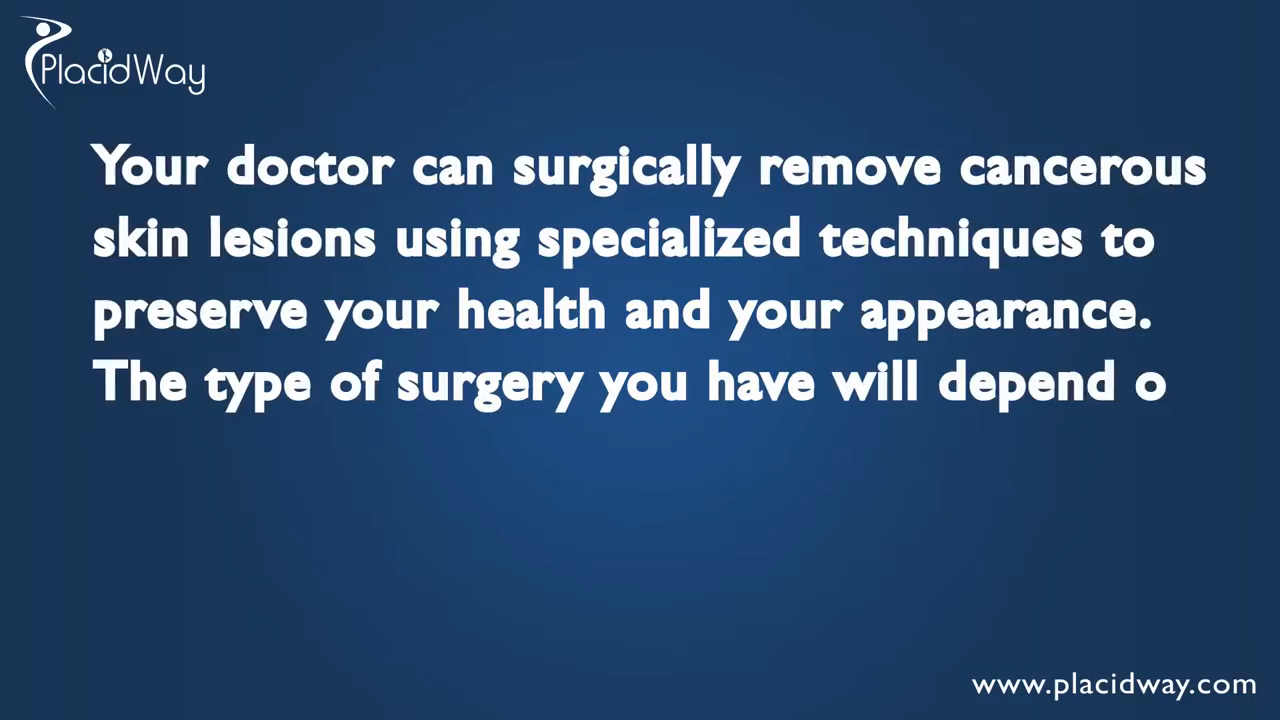 PlacidWay
Your doctor can surgically remove cancerous
skin lesions using specialized techniques to
preserve your health and your appearance.
The type of surgery you have will depend o
www.placidway.com